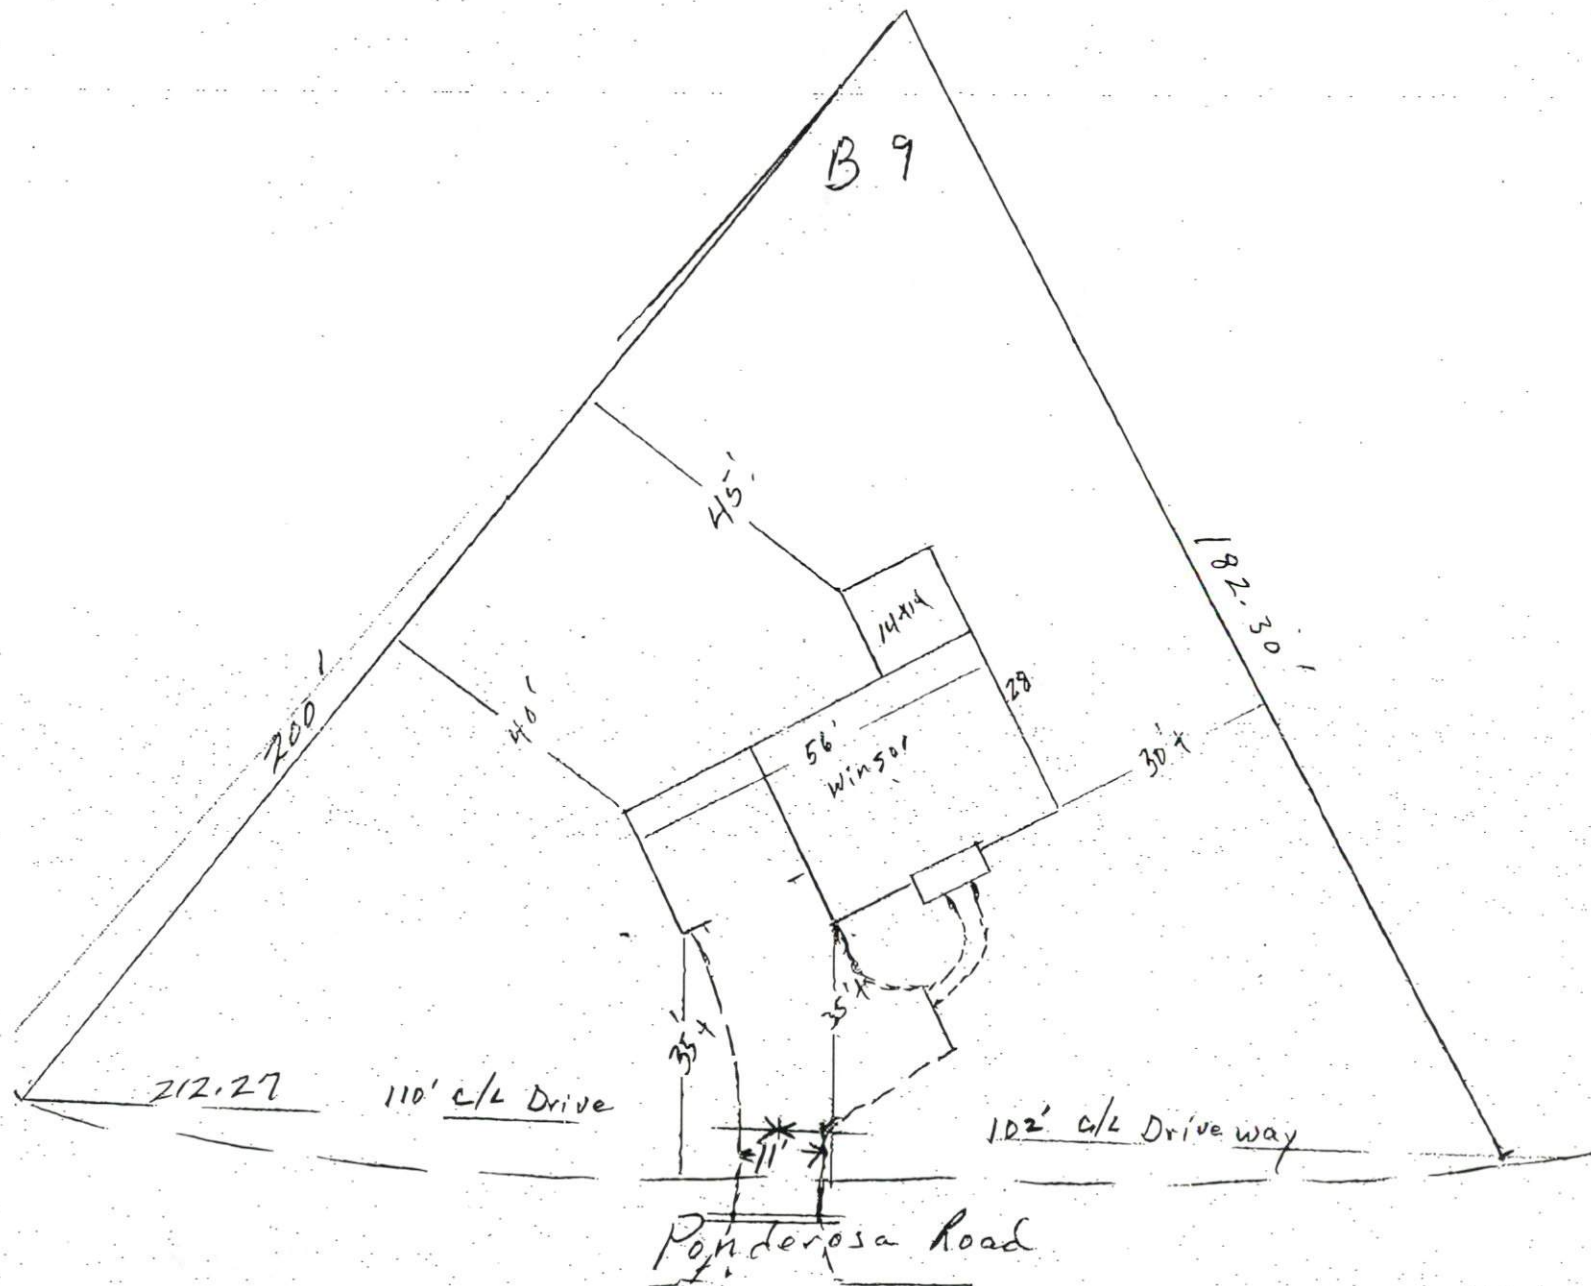 B 9
45'
14x14
182.30'
200'
40'
28
56'
Winsor
30'±
35'±
35'±
212.27
110' C/L Drive
102' C/L Driveway
11'
Ponderosa Road